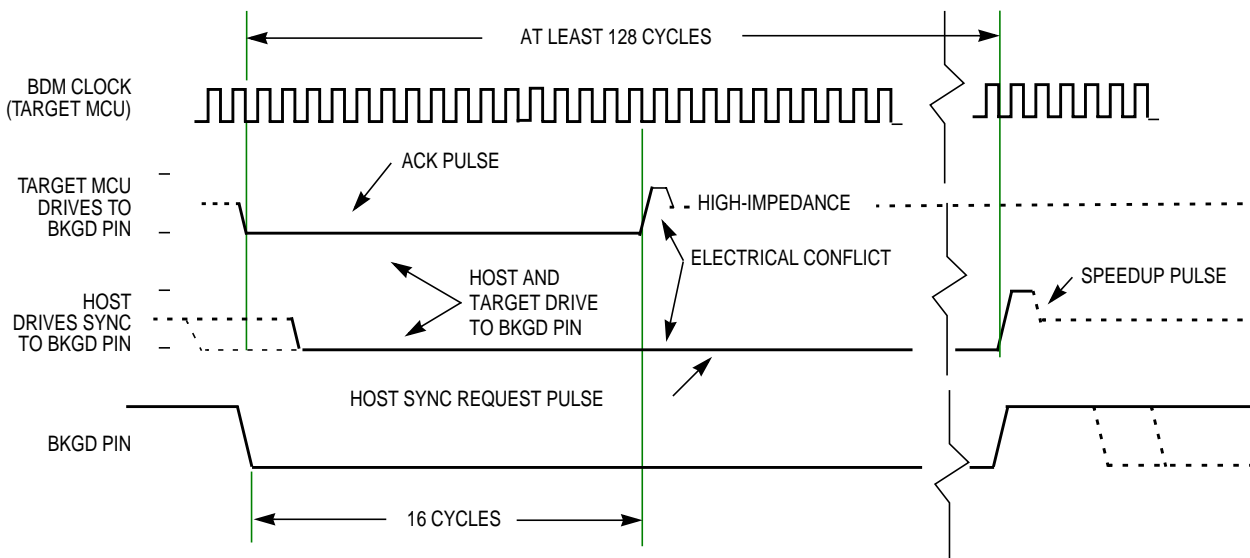 AT LEAST 128 CYCLES
BDM CLOCK
(TARGET MCU)
ACK PULSE
TARGET MCU
DRIVES TO
BKGD PIN
HIGH-IMPEDANCE
ELECTRICAL CONFLICT
HOST AND
TARGET DRIVE
TO BKGD PIN
SPEEDUP PULSE
HOST
DRIVES SYNC
TO BKGD PIN
HOST SYNC REQUEST PULSE
BKGD PIN
16 CYCLES